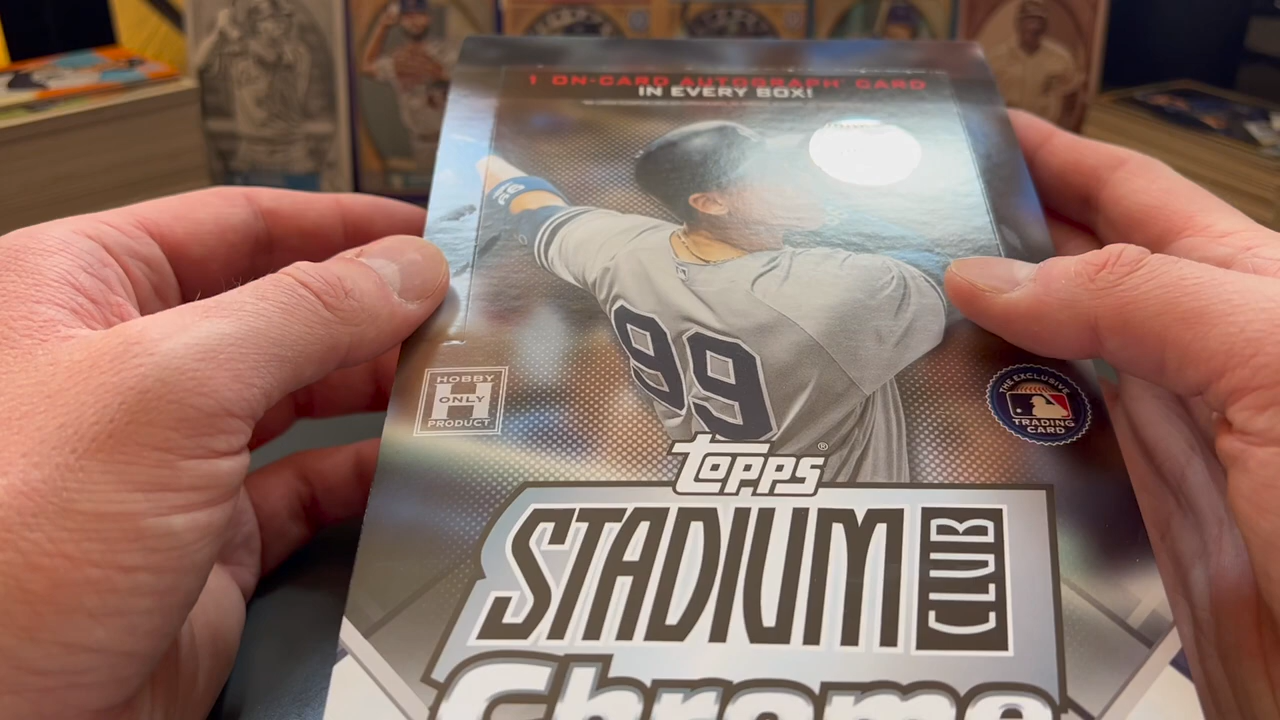 1 ON-CARD AUTOGRAPH CARD
IN EVERY BOX!
99
HOBBY
H
ONLY
PRODUCT
THE EXCLUSIVE
TRADING
CARD
topps®
STADIUM
CLUB
Chrome